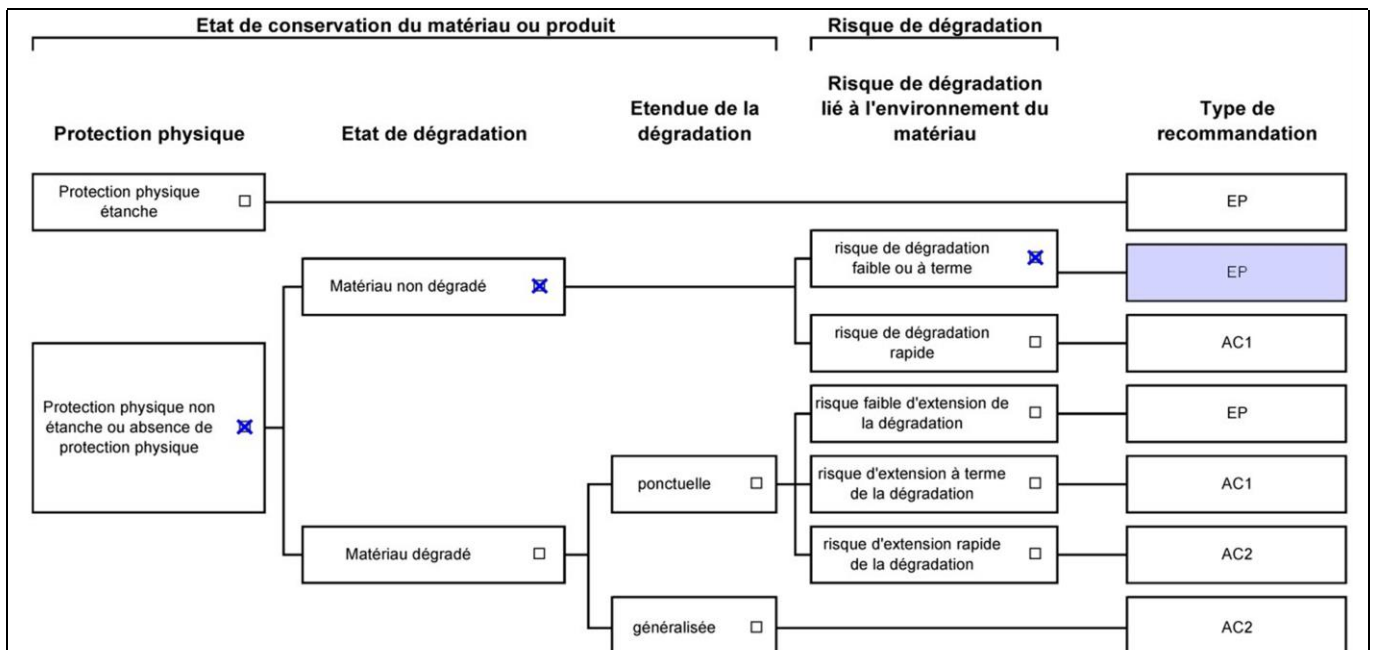 Etat de conservation du matériau ou produit
Risque de dégradation
Protection physique
Etat de dégradation
Etendue de la
dégradation
Risque de dégradation
lié à l'environnement du
matériau
Type de
recommandation
Protection physique
étanche
EP
Protection physique non
étanche ou absence de
protection physique
Matériau non dégradé
risque de dégradation
faible ou à terme
EP
risque de dégradation
rapide
AC1
Matériau dégradé
ponctuelle
risque faible d'extension de
la dégradation
EP
risque d'extension à terme
de la dégradation
AC1
risque d'extension rapide
de la dégradation
AC2
généralisée
AC2